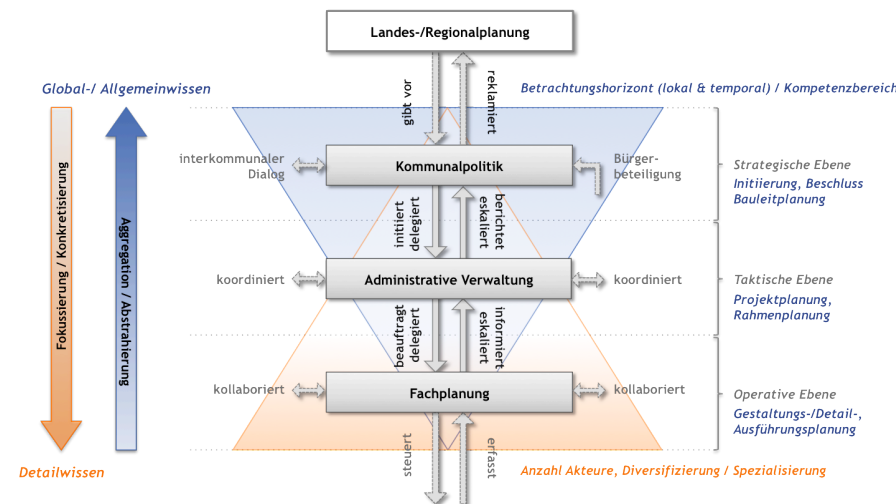 Landes-/Regionalplanung
Global-/ Allgemeinwissen
Betrachtungshorizont (lokal & temporal) / Kompetenzbereich
gibt vor
reklamiert
interkommunaler
Dialog
Kommunalpolitik
Bürger-
beteiligung
Strategische Ebene
Initiierung, Beschluss
Bauleitplanung
Fokussierung / Konkretisierung
Aggregation / Abstrahierung
initiiert
delegiert
berichtet
eskaliert
koordiniert
Administrative Verwaltung
koordiniert
Taktische Ebene
Projektplanung,
Rahmenplanung
beauftragt
delegiert
informiert
eskaliert
kollaboriert
Fachplanung
kollaboriert
Operative Ebene
Gestaltungs-/Detail-,
Ausführungsplanung
steuert
erfasst
Detailwissen
Anzahl Akteure, Diversifizierung / Spezialisierung